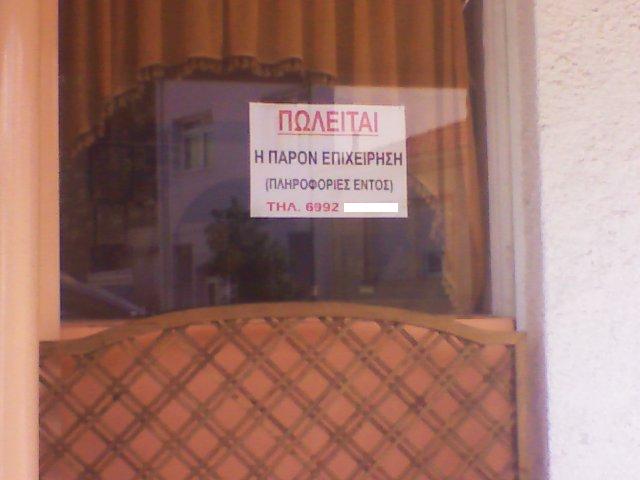 ΠΩΛΕΙΤΑΙ
Η ΠΑΡΟΝ ΕΠΙΧΕΙΡΗΣΗ
(ΠΛΗΡΟΦΟΡΙΕΣ ΕΝΤΟΣ)
ΤΗΛ. 6992